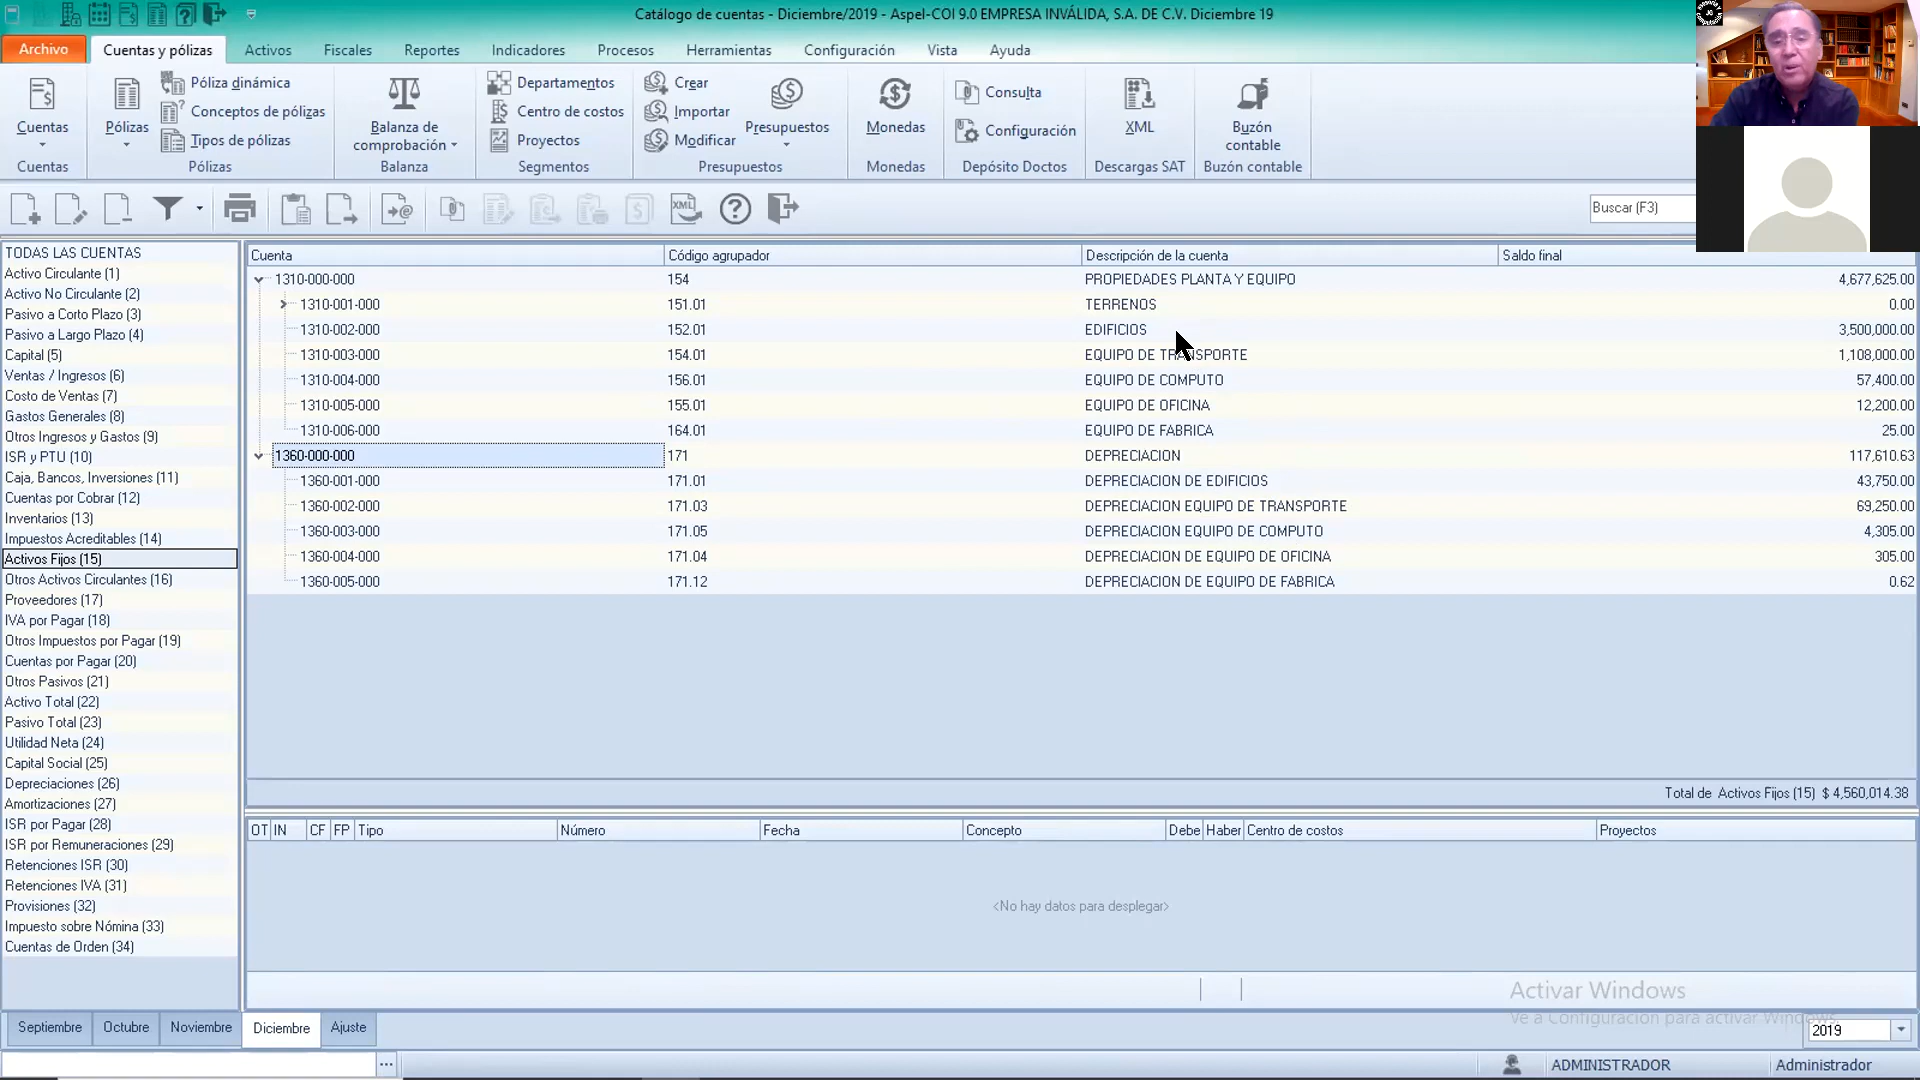 Catálogo de cuentas - Diciembre/2019 - Aspel-COI 9.0 EMPRESA INVÁLIDA, S.A. DE C.V. Diciembre 19
Archivo Cuentas y pólizas Activos Fiscales Reportes Indicadores Procesos Herramientas Configuración Vista Ayuda
Cuentas
Cuentas
Pólizas
Póliza dinámica
Conceptos de pólizas
Tipos de pólizas
Pólizas
Balanza de
comprobación
Balanza
Departamentos
Centro de costos
Proyectos
Segmentos
Crear
Importar
Modificar
Presupuestos
Presupuestos
Monedas
Monedas
Consulta
Configuración
Depósito Doctos
XML
Descargas SAT
Buzón
contable
Buzón contable
XML
Buscar (F3)
TODAS LAS CUENTAS
Activo Circulante (1)
Activo No Circulante (2)
Pasivo a Corto Plazo (3)
Pasivo a Largo Plazo (4)
Capital (5)
Ventas / Ingresos (6)
Costo de Ventas (7)
Gastos Generales (8)
Otros Ingresos y Gastos (9)
ISR y PTU (10)
Caja, Bancos, Inversiones (11)
Cuentas por Cobrar (12)
Inventarios (13)
Impuestos Acreditables (14)
Activos Fijos (15)
Otros Activos Circulantes (16)
Proveedores (17)
IVA por Pagar (18)
Otros Impuestos por Pagar (19)
Cuentas por Pagar (20)
Otros Pasivos (21)
Activo Total (22)
Pasivo Total (23)
Utilidad Neta (24)
Capital Social (25)
Depreciaciones (26)
Amortizaciones (27)
ISR por Pagar (28)
ISR por Remuneraciones (29)
Retenciones ISR (30)
Retenciones IVA (31)
Provisiones (32)
Impuesto sobre Nómina (33)
Cuentas de Orden (34)
Cuenta Código agrupador Descripción de la cuenta Saldo final
1310-000-000 154 PROPIEDADES PLANTA Y EQUIPO 4,677,625.00
1310-001-000 151.01 TERRENOS 0.00
1310-002-000 152.01 EDIFICIOS 3,500,000.00
1310-003-000 154.01 EQUIPO DE TRANSPORTE 1,108,000.00
1310-004-000 156.01 EQUIPO DE COMPUTO 57,400.00
1310-005-000 155.01 EQUIPO DE OFICINA 12,200.00
1310-006-000 164.01 EQUIPO DE FABRICA 25.00
1360-000-000 171 DEPRECIACION 117,610.63
1360-001-000 171.01 DEPRECIACION DE EDIFICIOS 43,750.00
1360-002-000 171.03 DEPRECIACION EQUIPO DE TRANSPORTE 69,250.00
1360-003-000 171.05 DEPRECIACION EQUIPO DE COMPUTO 4,305.00
1360-004-000 171.04 DEPRECIACION DE EQUIPO DE OFICINA 305.00
1360-005-000 171.12 DEPRECIACION DE EQUIPO DE FABRICA 0.62
Total de Activos Fijos (15) $ 4,560,014.38
OT IN CF FP Tipo Número Fecha Concepto Debe Haber Centro de costos Proyectos
<No hay datos para desplegar>
Activar Windows
Ve a Configuración para activar Windows.
Septiembre Octubre Noviembre Diciembre Ajuste 2019
... ADMINISTRADOR Administrador